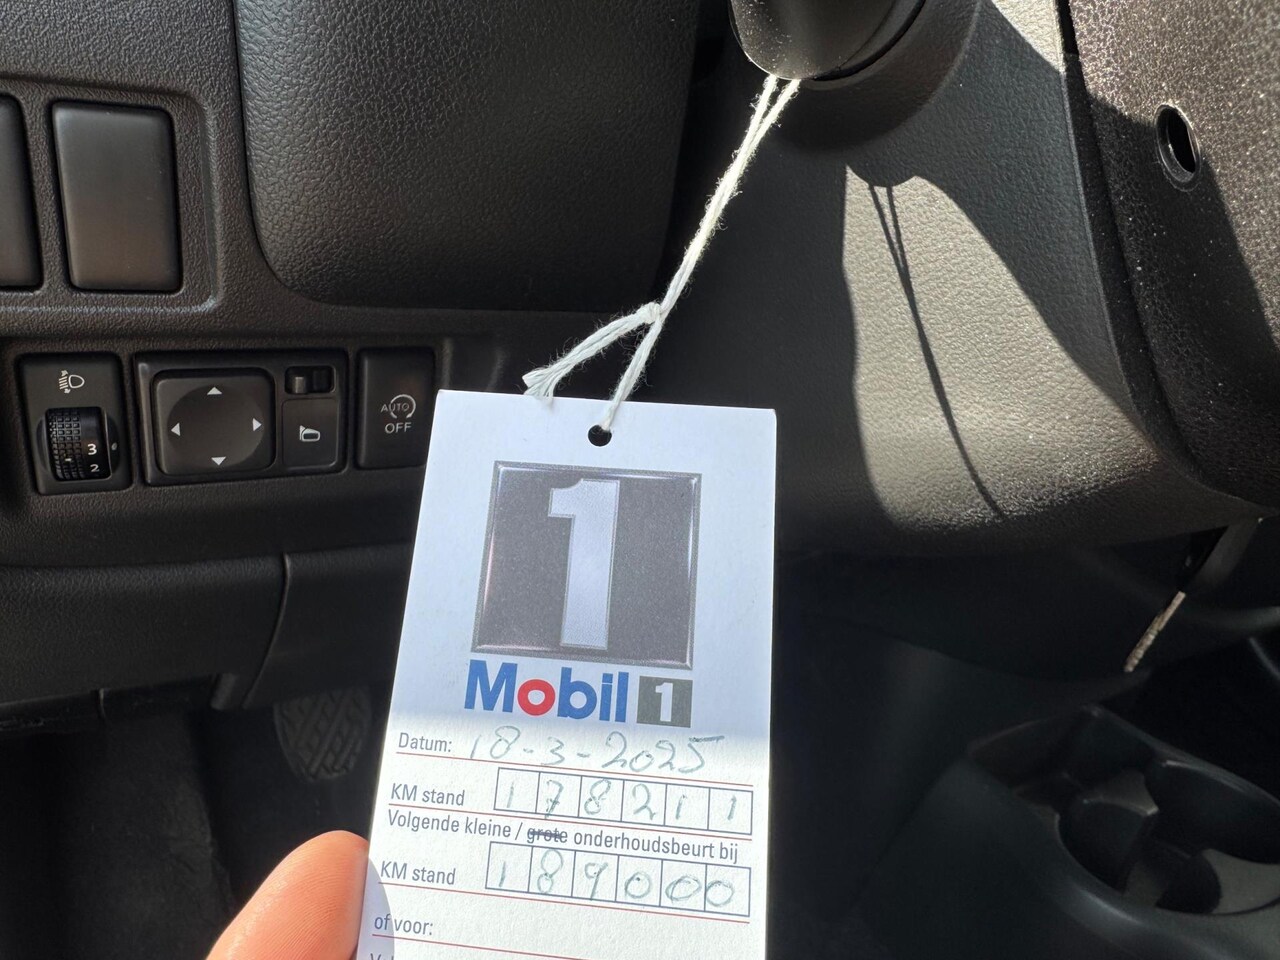 3
2
AUTO
OFF
1
Mobil 1
Datum: 18-3-2025
KM stand 178211
Volgende kleine / grote onderhoudsbeurt bij
KM stand 189000
of voor: